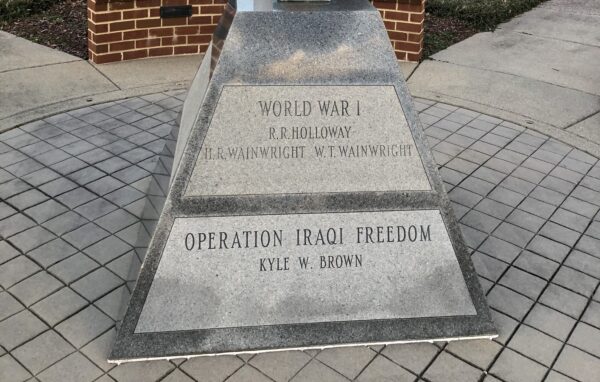 WORLD WAR I
R.R. HOLLOWAY
H.R. WAINWRIGHT W.T. WAINWRIGHT
OPERATION IRAQI FREEDOM
KYLE W. BROWN